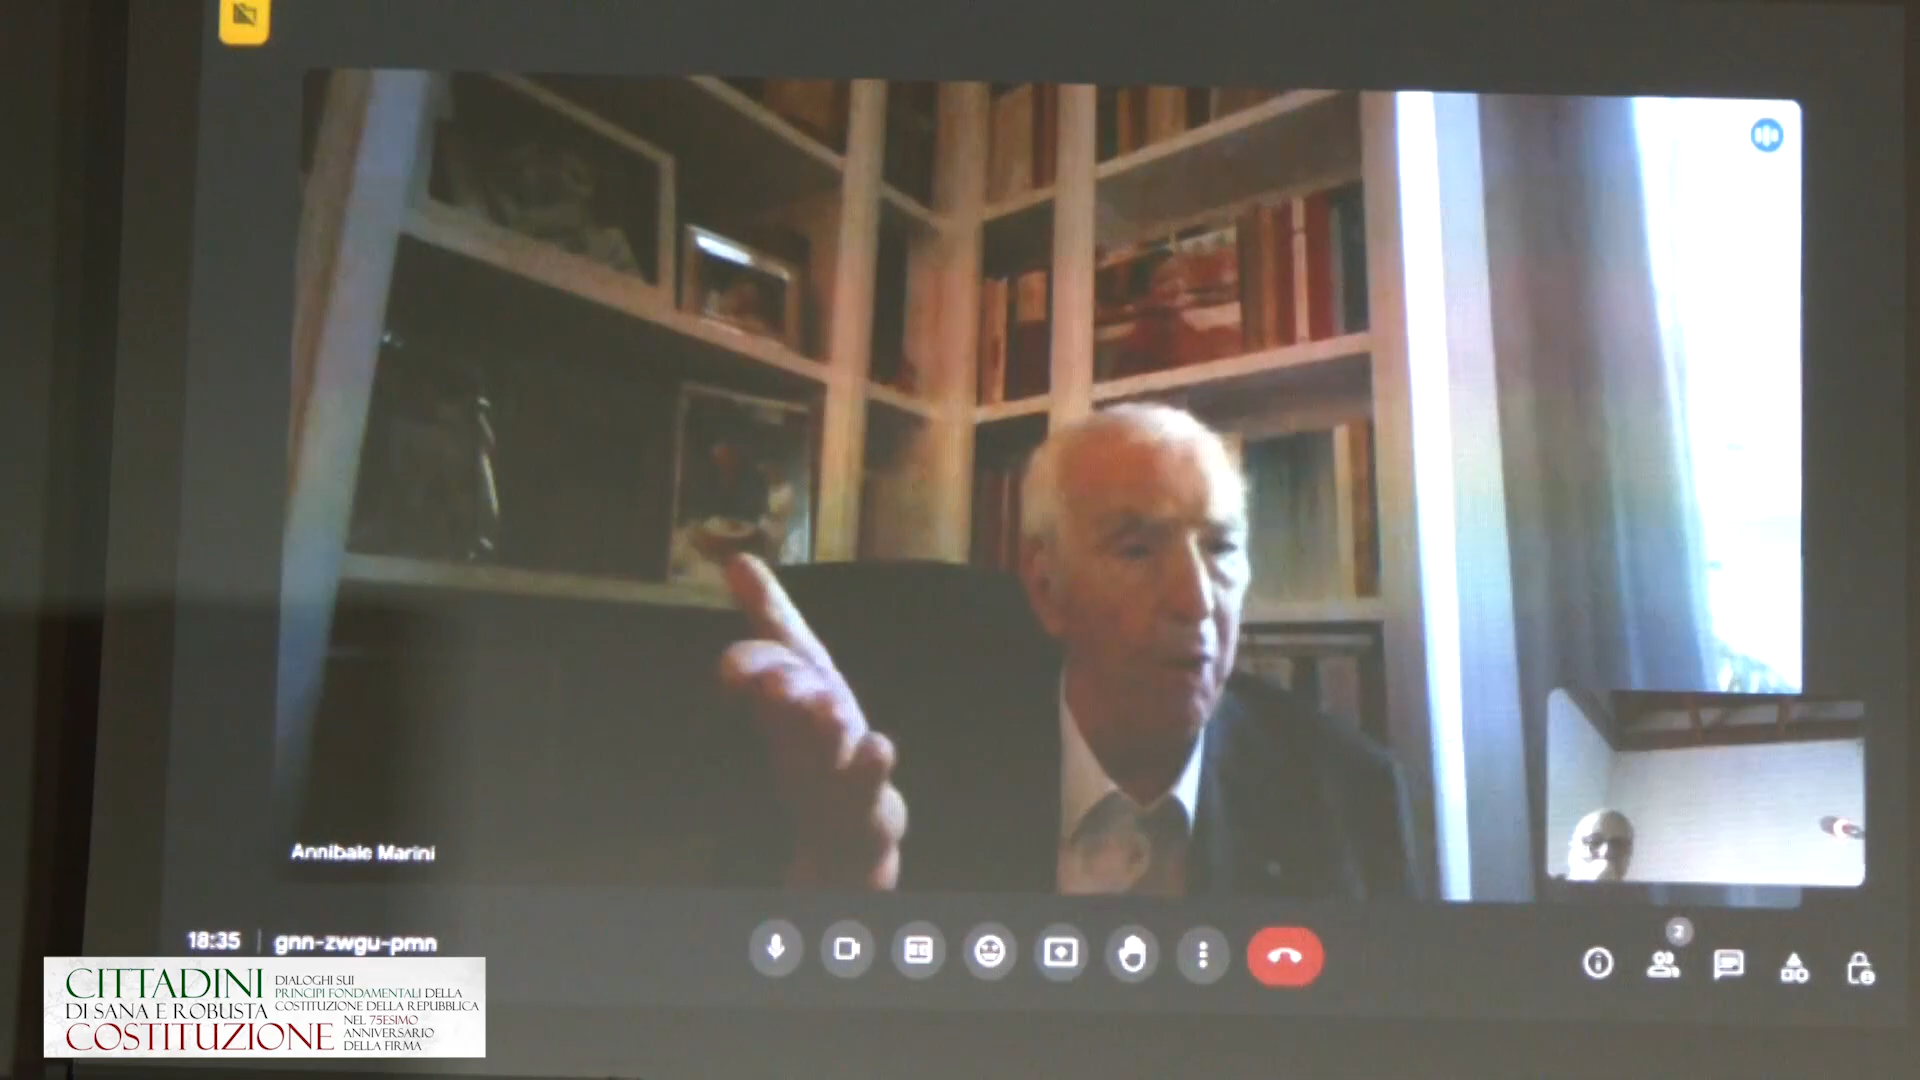 Annibale Marini
18:35 | gnn-zwgu-pmn
2
CITTADINI
DI SANA E ROBUSTA
COSTITUZIONE
DIALOGHI SUI
PRINCIPI FONDAMENTALI DELLA
COSTITUZIONE DELLA REPUBBLICA
NEL 75ESIMO
ANNIVERSARIO
DELLA FIRMA